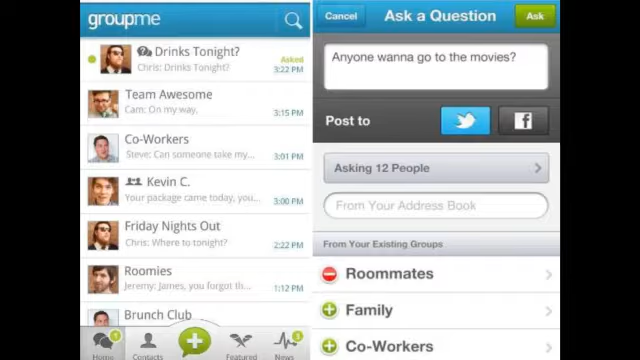 groupme
Drinks Tonight?
Chris: Drinks Tonight?
Asked
3:22 PM
Team Awesome
Cam: On my way.
3:15 PM
Co-Workers
Steve: Can someone take my...
3:01 PM
Kevin C.
Your package came today, you...
3:00 PM
Friday Nights Out
Chris: Where to tonight?
2:22 PM
Roomies
Jeremy: James, you forgot th...
1:12 PM
Brunch Club
Home
Contacts
Featured
News
Cancel
Ask a Question
Ask
Anyone wanna go to the movies?
Post to
Asking 12 People
From Your Address Book
From Your Existing Groups
Roommates
Family
Co-Workers